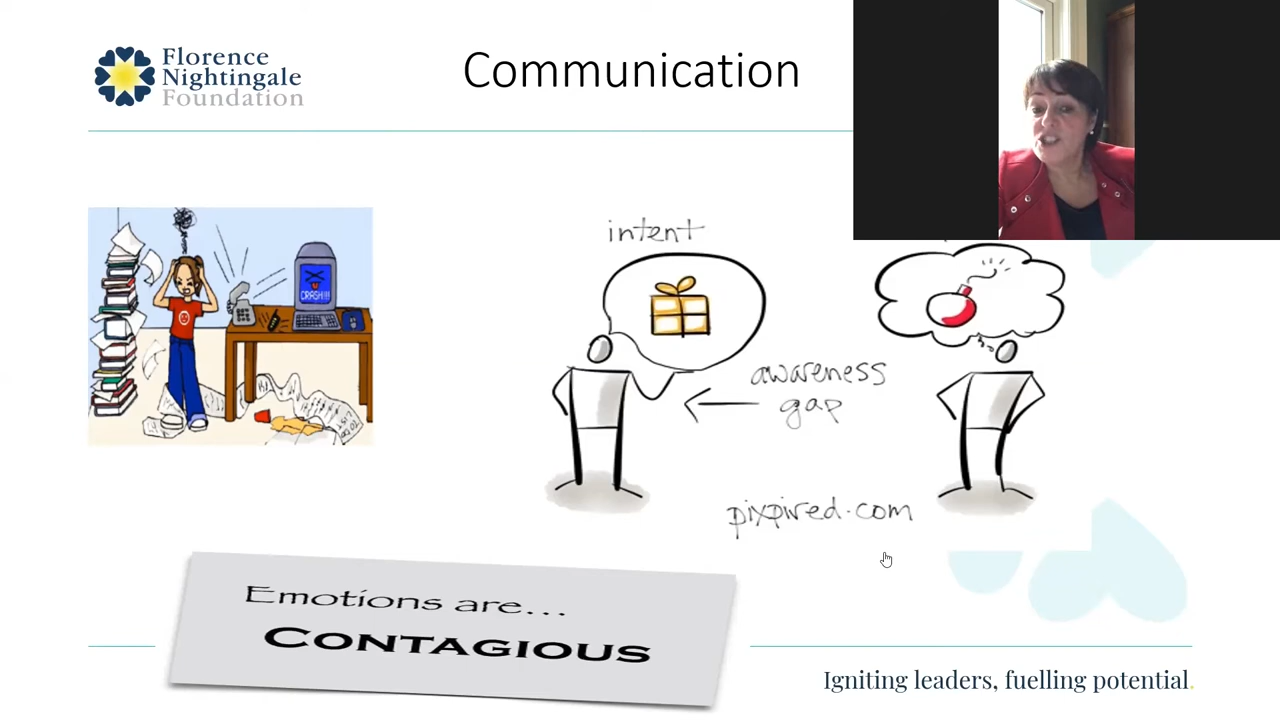 Florence
Nightingale
Foundation
Communication
intent
CRASH!!!
awareness
gap
pixpired.com
Emotions are...
CONTAGIOUS
Igniting leaders, fuelling potential.